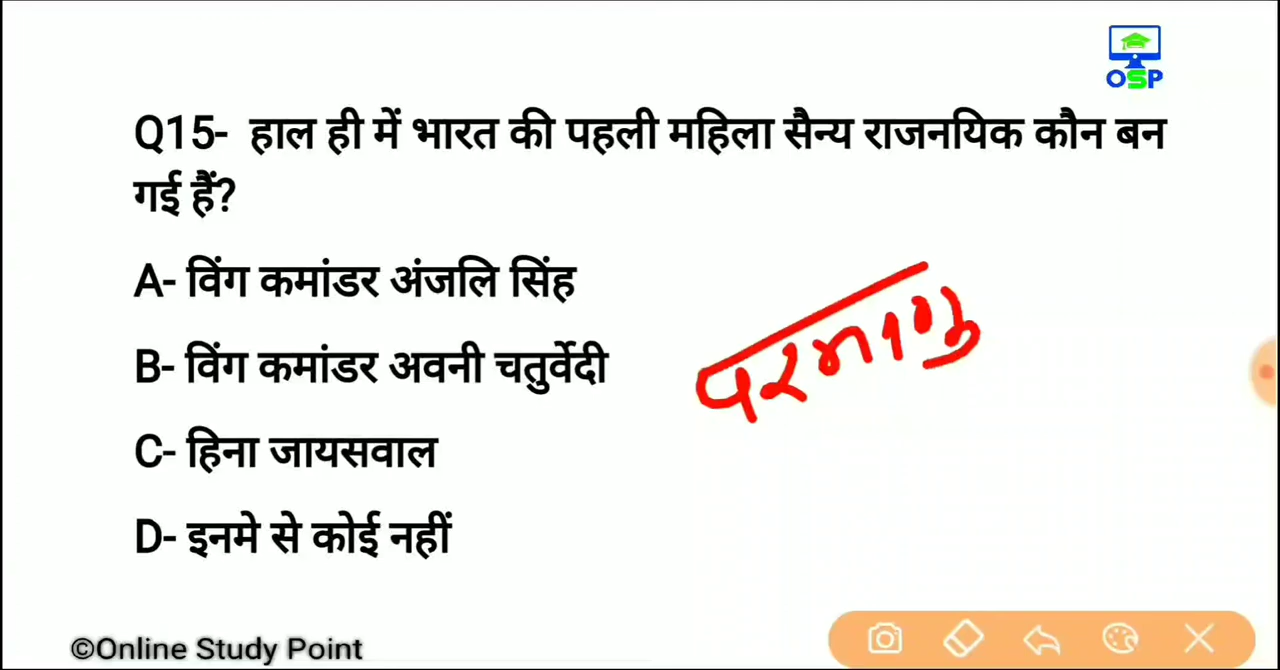 OSP
Q15- हाल ही में भारत की पहली महिला सैन्य राजनयिक कौन बन
गई हैं?
A- विंग कमांडर अंजलि सिंह
B- विंग कमांडर अवनी चतुर्वेदी
परमाणु
C- हिना जायसवाल
D- इनमे से कोई नहीं
©Online Study Point